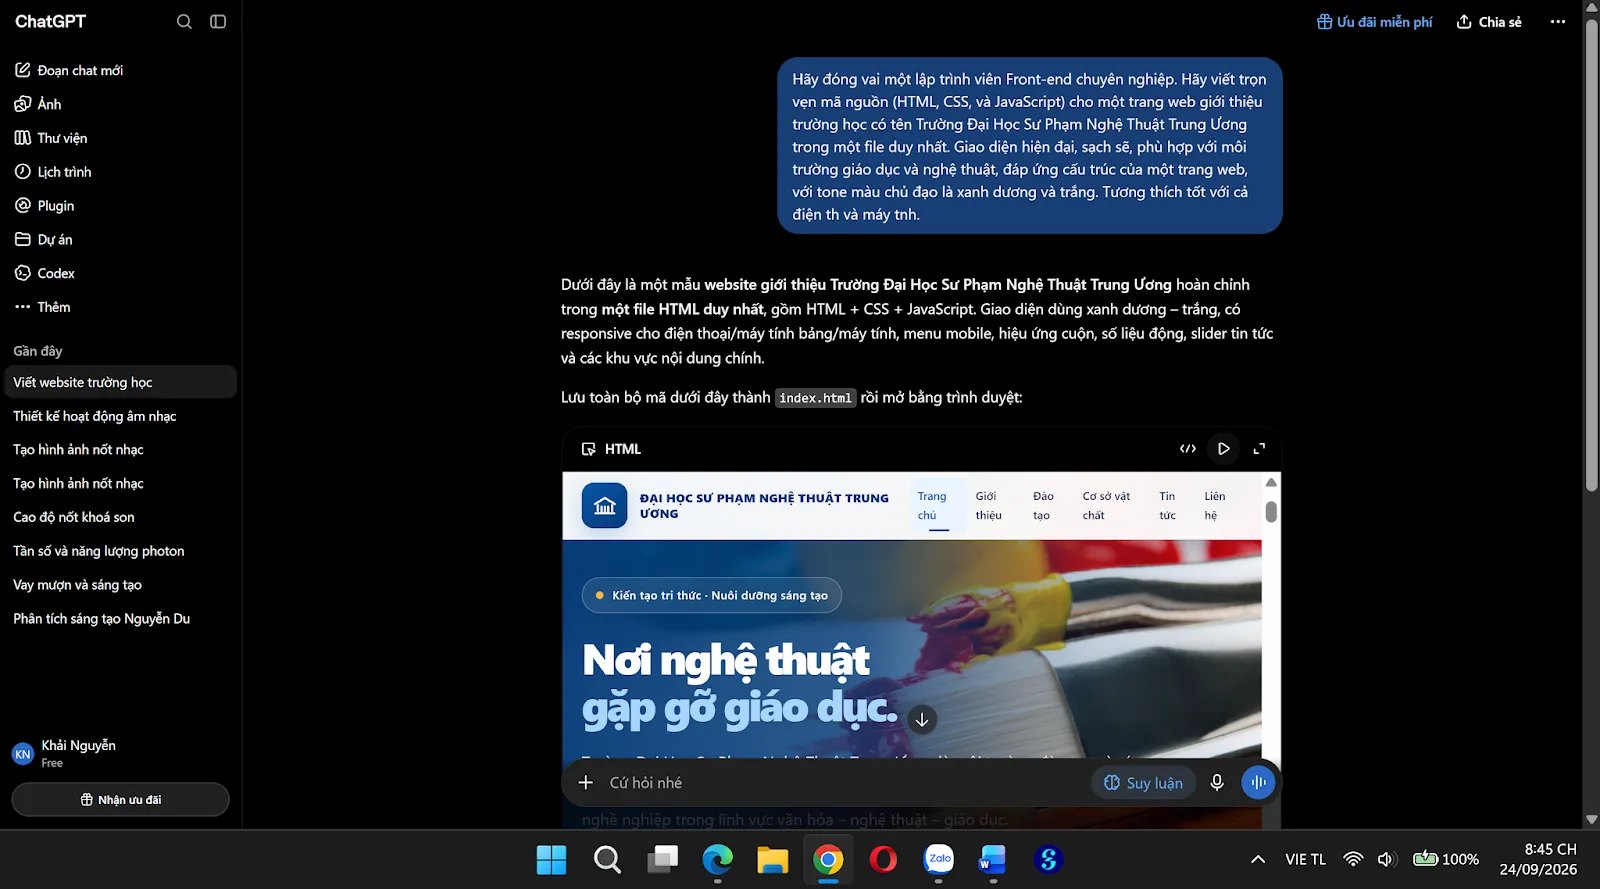 ChatGPT
Đoạn chat mới
Ảnh
Thư viện
Lịch trình
Plugin
Dự án
Codex
Thêm
Gần đây
Viết website trường học
Thiết kế hoạt động âm nhạc
Tạo hình ảnh nốt nhạc
Tạo hình ảnh nốt nhạc
Cao độ nốt khoá son
Tần số và năng lượng photon
Vay mượn và sáng tạo
Phân tích sáng tạo Nguyễn Du
KN
Khải Nguyễn
Free
Nhận ưu đãi
Ưu đãi miễn phí
Chia sẻ
Hãy đóng vai một lập trình viên Front-end chuyên nghiệp. Hãy viết trọn
vẹn mã nguồn (HTML, CSS, và JavaScript) cho một trang web giới thiệu
trường học có tên Trường Đại Học Sư Phạm Nghệ Thuật Trung Ương
trong một file duy nhất. Giao diện hiện đại, sạch sẽ, phù hợp với môi
trường giáo dục và nghệ thuật, đáp ứng cấu trúc của một trang web,
với tone màu chủ đạo là xanh dương và trắng. Tương thích tốt với cả
điện th và máy tnh.
Dưới đây là một mẫu website giới thiệu Trường Đại Học Sư Phạm Nghệ Thuật Trung Ương hoàn chỉnh
trong một file HTML duy nhất, gồm HTML + CSS + JavaScript. Giao diện dùng xanh dương – trắng, có
responsive cho điện thoại/máy tính bảng/máy tính, menu mobile, hiệu ứng cuộn, số liệu động, slider tin tức
và các khu vực nội dung chính.
Lưu toàn bộ mã dưới đây thành index.html rồi mở bằng trình duyệt:
HTML
ĐẠI HỌC SƯ PHẠM NGHỆ THUẬT TRUNG
ƯƠNG
Trang
chủ
Giới
thiệu
Đào
tạo
Cơ sở vật
chất
Tin
tức
Liên
hệ
Kiến tạo tri thức · Nuôi dưỡng sáng tạo
Nơi nghệ thuật
gặp gỡ giáo dục.
Cứ hỏi nhé
Suy luận
nghề nghiệp trong lĩnh vực văn hóa – nghệ thuật – giáo dục.
Zalo
VIE TL
100%
8:45 CH
24/09/2026